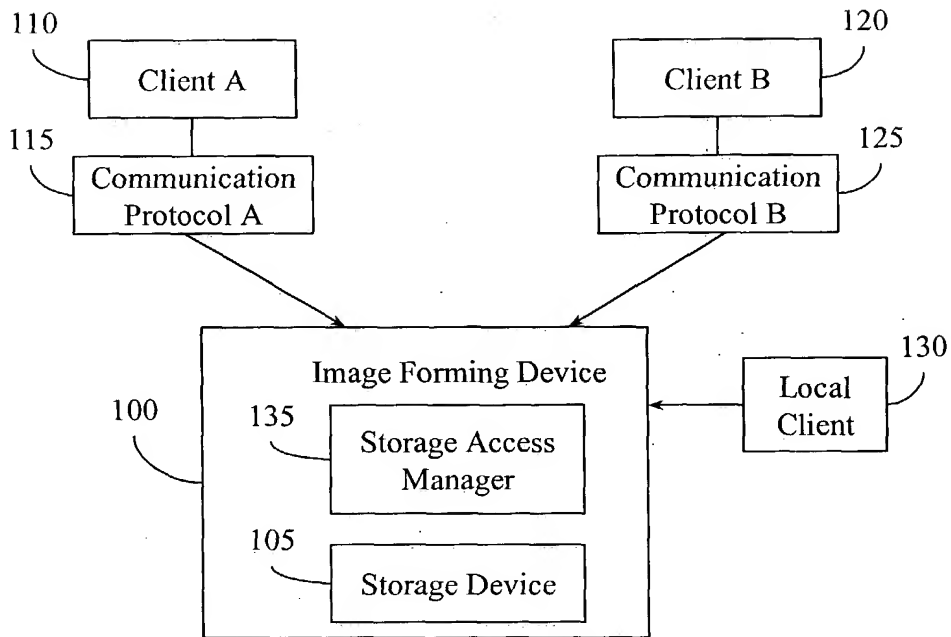 110
Client A
120
Client B
115
Communication
Protocol A
125
Communication
Protocol B
Image Forming Device
100
135
Storage Access
Manager
130
Local
Client
105
Storage Device